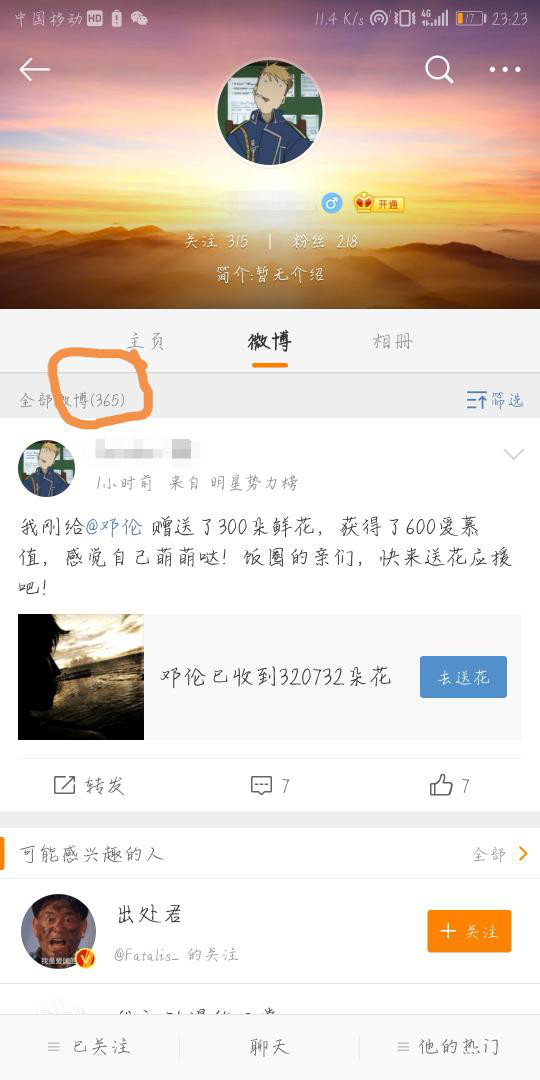 中国移动 HD 11.4 K/s 4G 17 23:23
开通
关注 315 | 粉丝 218
简介:暂无介绍
主页 微博 相册
全部微博(365) 筛选
1小时前 来自 明星势力榜
我刚给@邓伦 赠送了300朵鲜花，获得了600爱慕
值，感觉自己萌萌哒！饭圈的亲们，快来送花应援
吧！
邓伦已收到320732朵花 去送花
转发 7 7
可能感兴趣的人 全部
出处君
@Fatalis_ 的关注
+ 关注
我是爱国的
已关注 聊天 他的热门